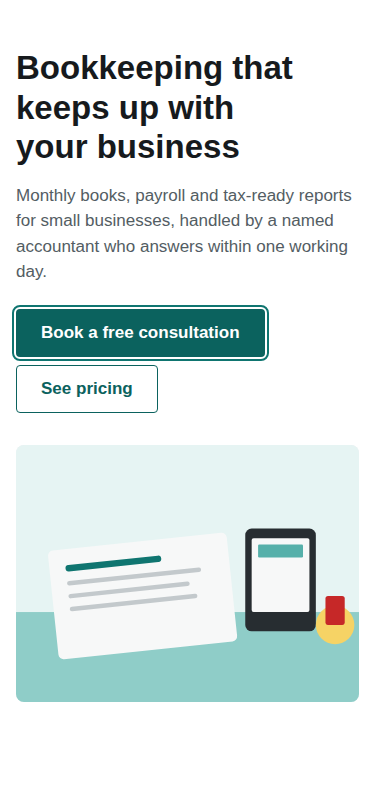 Bookkeeping that
keeps up with
your business
Monthly books, payroll and tax-ready reports
for small businesses, handled by a named
accountant who answers within one working
day.
Book a free consultation
See pricing